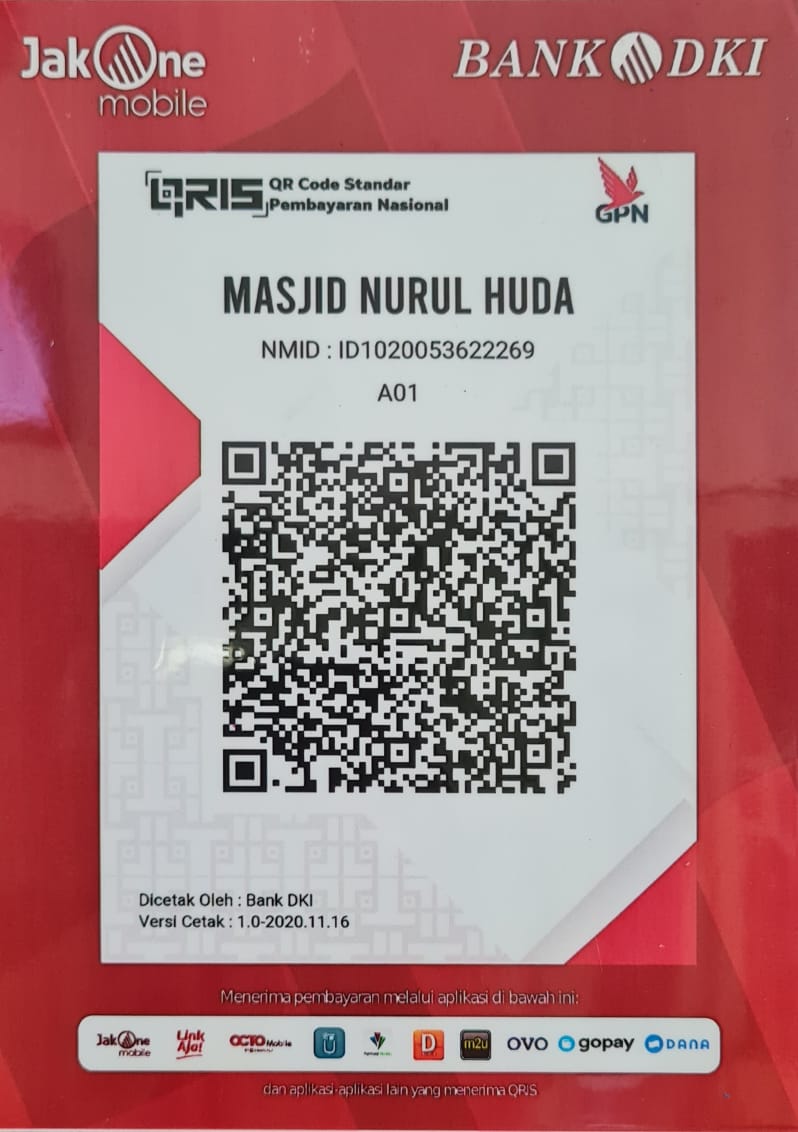 JakOne
mobile
BANK DKI
QRIS
QR Code Standar
Pembayaran Nasional
GPN
MASJID NURUL HUDA
NMID : ID1020053622269
A01
Dicetak Oleh : Bank DKI
Versi Cetak : 1.0-2020.11.16
Menerima pembayaran melalui aplikasi di bawah ini:
JakOne mobile LinkAja! OCTO Mobile D m2u OVO gopay DANA
dan aplikasi-aplikasi lain yang menerima QRIS